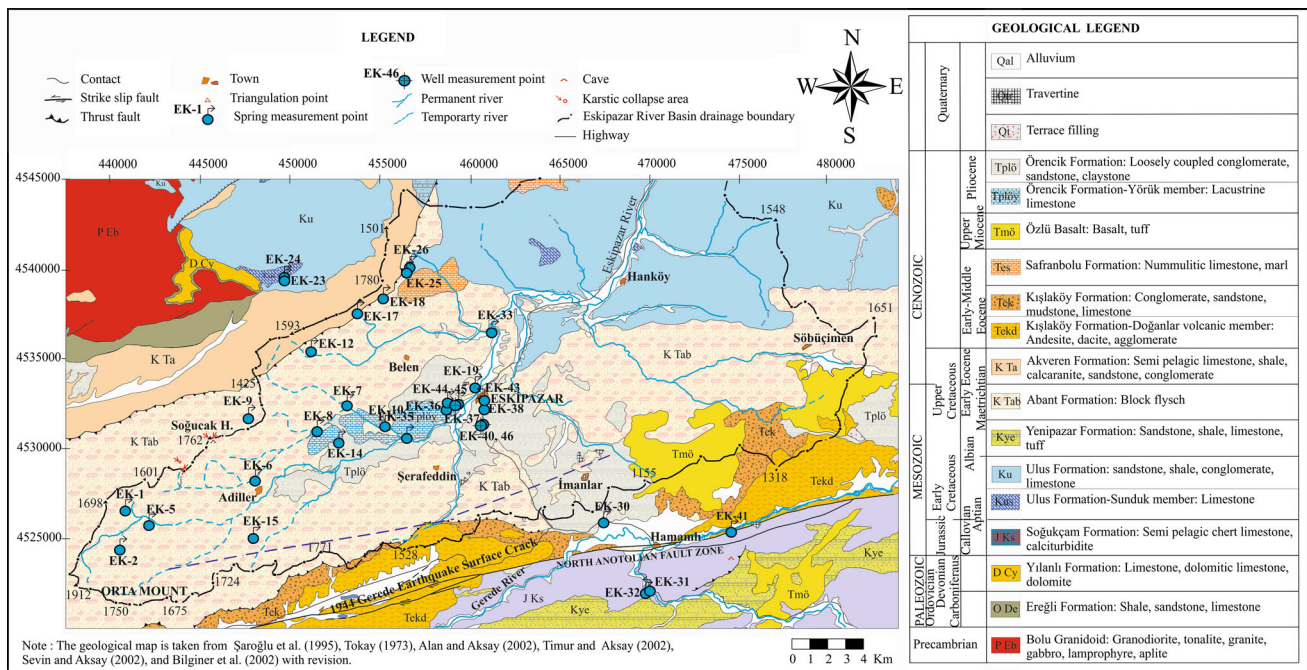 LEGEND
Contact
Strike slip fault
Thrust fault
Town
Triangulation point
EK-1
Spring measurement point
EK-46
Well measurement point
Permanent river
Temporarty river
Cave
Karstic collapse area
Eskipazar River Basin drainage boundary
Highway
N
W E
S
440000 445000 450000 455000 460000 465000 470000 475000 480000
4545000
4540000
4535000
4530000
4525000
Ku
P Eb
D Cy
EK-24
EK-23
1501
EK-26
1780
EK-25
EK-18
EK-17
Eskipazar River
Hanköy
1548
Ku
1651
K Ta
1593
EK-12
EK-33
K Tab
Söbüçimen
Belen
EK-19
1425
EK-7
EK-44, 45
EK-43
EK-9
EK-8
EK-10
EK-36
ESKIPAZAR
EK-35
Tplöy
EK-37
EK-38
Soğucak H.
K Tab
1762
EK-14
EK-40, 46
Tplö
Tek
1601
EK-6
Tplö
Şerafeddin
Tmö
Adiller
K Tab
İmanlar
1155
1318
Tekd
1698
EK-1
EK-5
EK-15
EK-30
EK-41
Hamamlı
EK-2
1771
1528
Kye
1944 Gerede Earthquake Surface Crack
NORTH ANOTOLIAN FAULT ZONE
1912
ORTA MOUNT
1724
1750
1675
Gerede River
J Ks
EK-31
EK-32
Tek
Tekd
Kye
Tmö
Kye
0 1 2 3 4
Km
Note : The geological map is taken from Şaroğlu et al. (1995), Tokay (1973), Alan and Aksay (2002), Timur and Aksay (2002),
Sevin and Aksay (2002), and Bilginer et al. (2002) with revision.
GEOLOGICAL LEGEND
CENOZOIC
MESOZOIC
PALEOZOIC
Quaternary
Qal Alluvium
Travertine
Qt Terrace filling
Pliocene
Tplö Örencik Formation: Loosely coupled conglomerate,
sandstone, claystone
Tplöy Örencik Formation-Yörük member: Lacustrine
limestone
Upper
Miocene
Tmö Özlü Basalt: Basalt, tuff
Early-Middle
Eocene
Tes Safranbolu Formation: Nummulitic limestone, marl
Tek Kışlaköy Formation: Conglomerate, sandstone,
mudstone, limestone
Tekd Kışlaköy Formation-Doğanlar volcanic member:
Andesite, dacite, agglomerate
Upper
Cretaceous
Maetrichtian
Early Eocene
K Ta Akveren Formation: Semi pelagic limestone, shale,
calcaranite, sandstone, conglomerate
K Tab Abant Formation: Block flysch
Early
Cretaceous
Albian
Aptian
Kye Yenipazar Formation: Sandstone, shale, limestone,
tuff
Ku Ulus Formation: sandstone, shale, conglomerate,
limestone
Kus Ulus Formation-Sunduk member: Limestone
Jurassic
Callovian
J Ks Soğukçam Formation: Semi pelagic chert limestone,
calciturbidite
Devonian
Carboniferaus
D Cy Yılanlı Formation: Limestone, dolomitic limestone,
dolomite
Ordovician
O De Ereğli Formation: Shale, sandstone, limestone
Precambrian
P Eb Bolu Granidoid: Granodiorite, tonalite, granite,
gabbro, lamprophyre, aplite